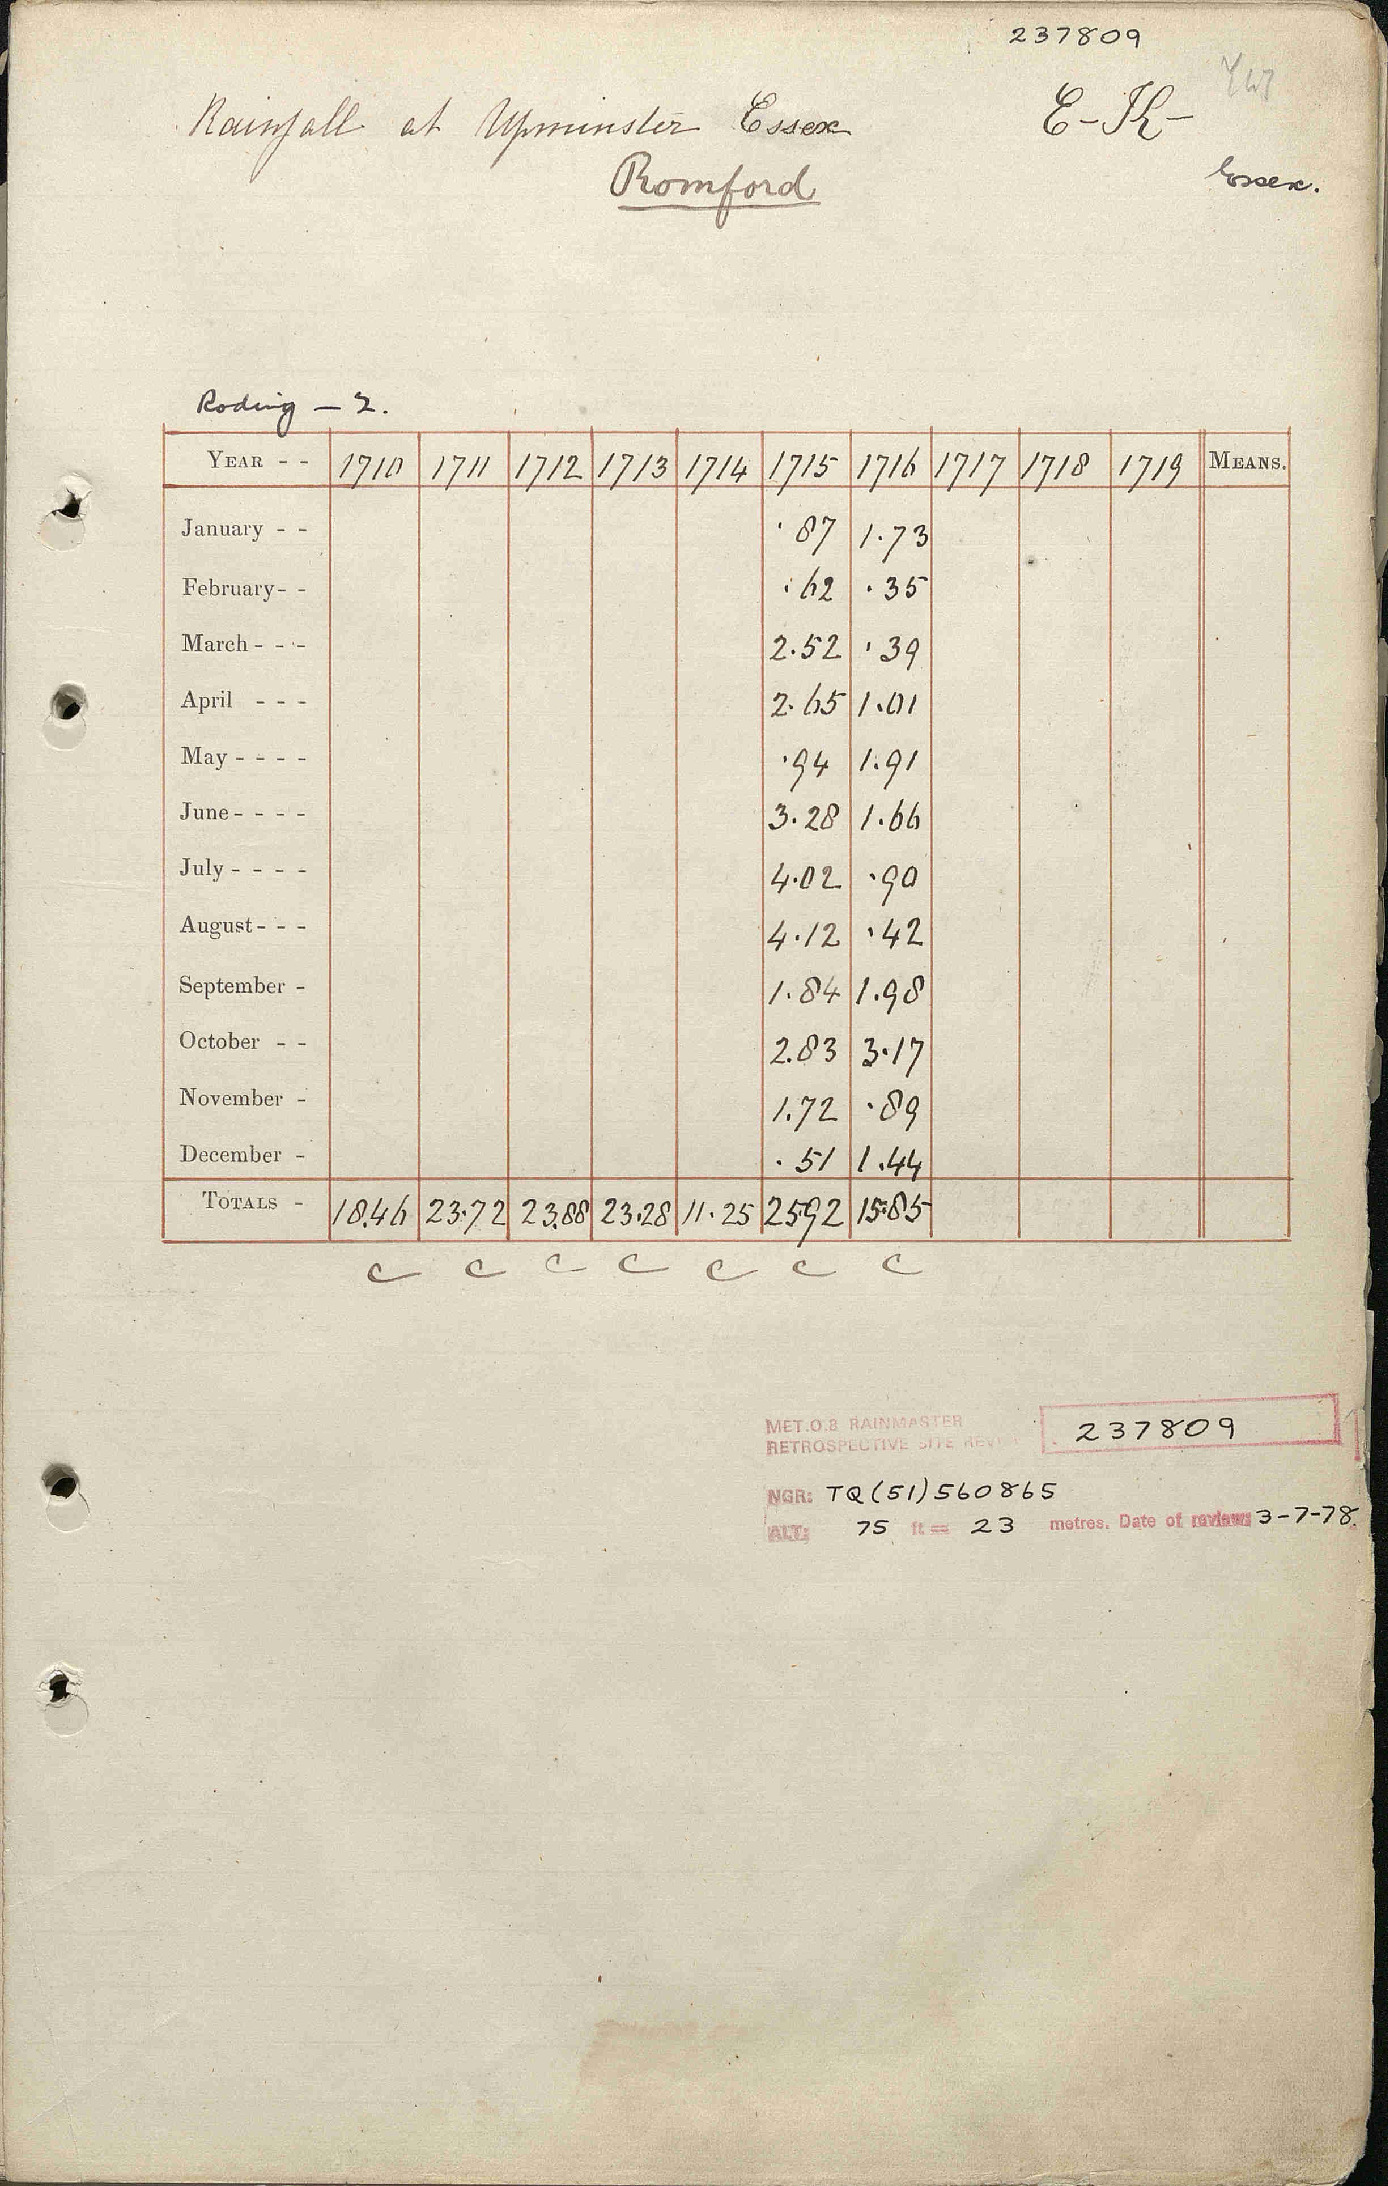 237809
Rainfall at Upminster Essex E-K-
Romford Essex.
Roding - 2.
YEAR - - 1710 1711 1712 1713 1714 1715 1716 1717 1718 1719 MEANS.
January - - .87 1.73
February - - .62 .35
March - - - 2.52 .39
April - - - 2.65 1.01
May - - - - .94 1.91
June - - - - 3.28 1.66
July - - - - 4.02 .90
August - - - 4.12 .42
September - 1.84 1.98
October - - 2.83 3.17
November - 1.72 .89
December - .51 1.44
TOTALS - 18.46 23.72 23.88 23.28 11.25 25.92 15.85
c c c c c c c
MET.O.8 RAINMASTER
RETROSPECTIVE SITE REV 237809
NGR: TQ(51)560865
ALT: 75 ft = 23 metres. Date of review: 3-7-78.